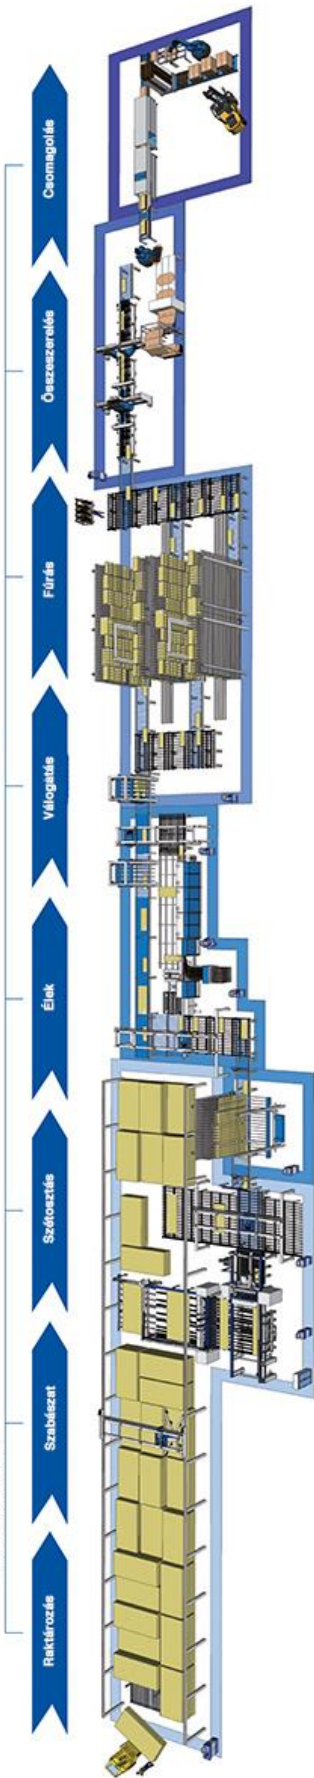 Raktározás
Szabászat
Szétosztás
Élek
Válogatás
Fúrás
Összeszerelés
Csomagolás